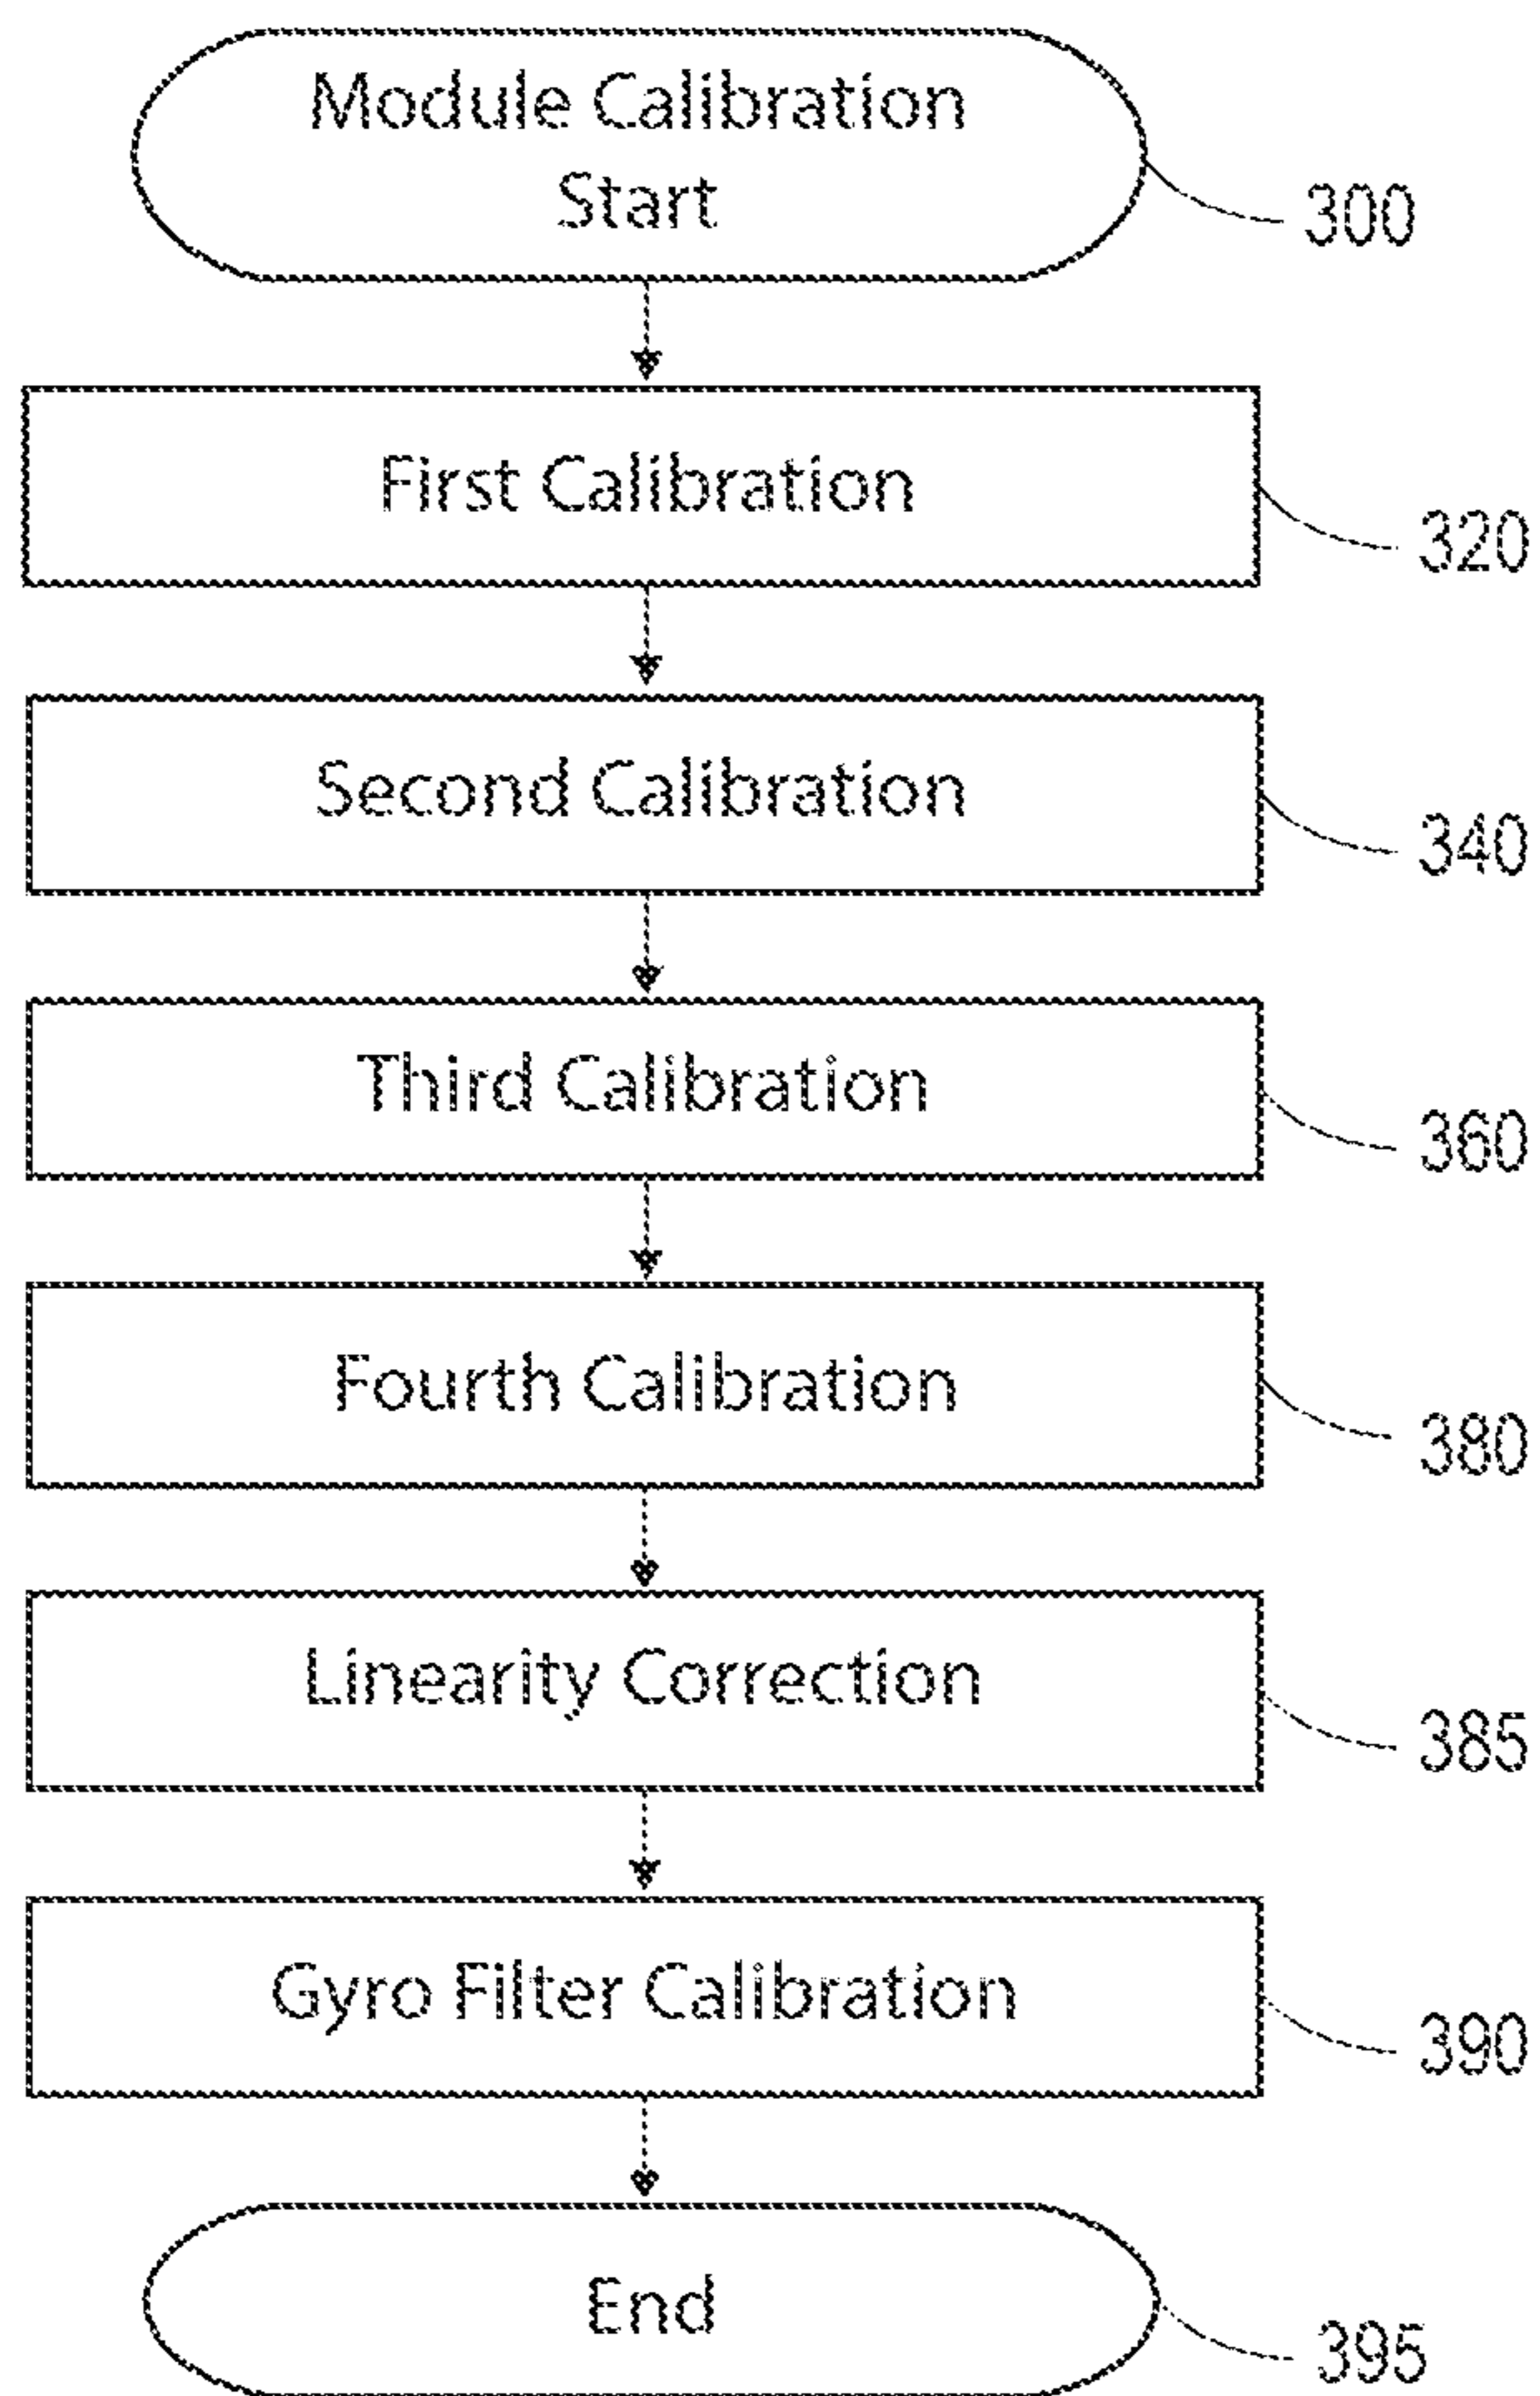 Module Calibration
Start
300
First Calibration
320
Second Calibration
340
Third Calibration
360
Fourth Calibration
380
Linearity Correction
385
Gyro Filter Calibration
390
End
395